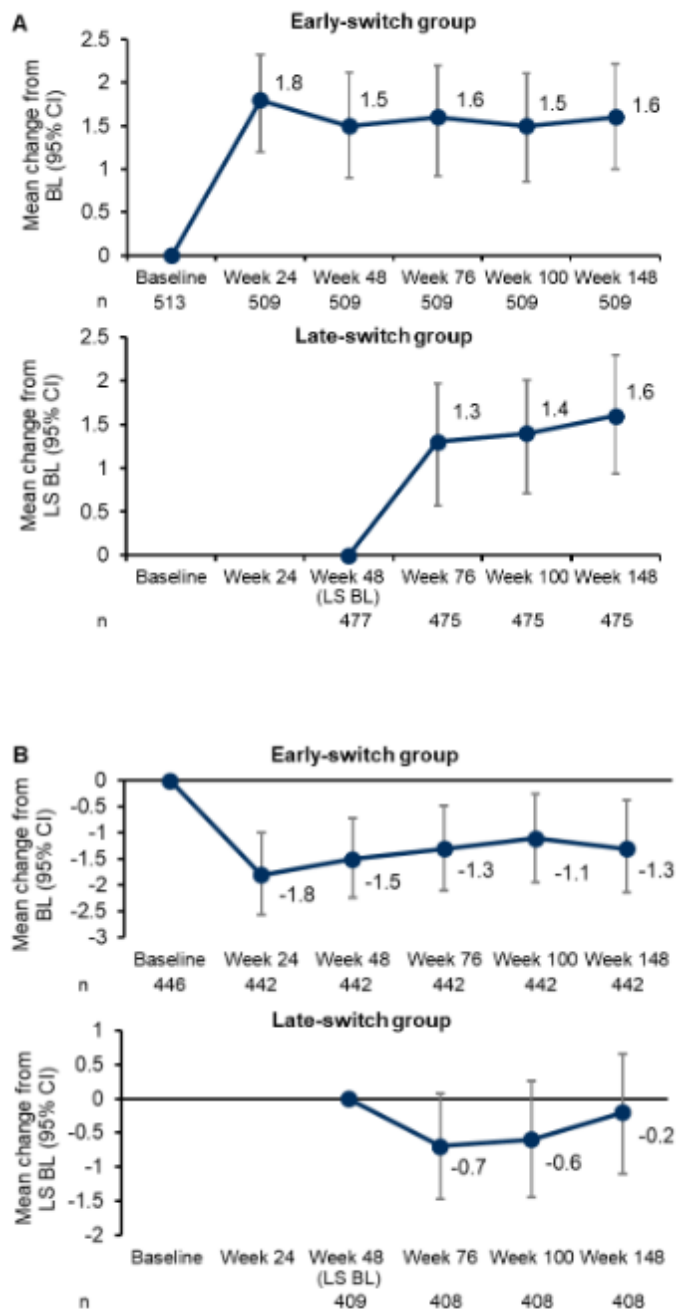 A
Early-switch group
Mean change from
BL (95% CI)
2.5
2
1.5
1
0.5
0
1.8
1.5
1.6
1.5
1.6
Baseline Week 24 Week 48 Week 76 Week 100 Week 148
n 513 509 509 509 509 509
Late-switch group
Mean change from
LS BL (95% CI)
2.5
2
1.5
1
0.5
0
1.3
1.4
1.6
Baseline Week 24 Week 48 Week 76 Week 100 Week 148
(LS BL)
n 477 475 475 475
B
Early-switch group
Mean change from
BL (95% CI)
0
-0.5
-1
-1.5
-2
-2.5
-3
-1.8
-1.5
-1.3
-1.1
-1.3
Baseline Week 24 Week 48 Week 76 Week 100 Week 148
n 446 442 442 442 442 442
Late-switch group
Mean change from
LS BL (95% CI)
1
0.5
0
-0.5
-1
-1.5
-2
-0.7
-0.6
-0.2
Baseline Week 24 Week 48 Week 76 Week 100 Week 148
(LS BL)
n 409 408 408 408